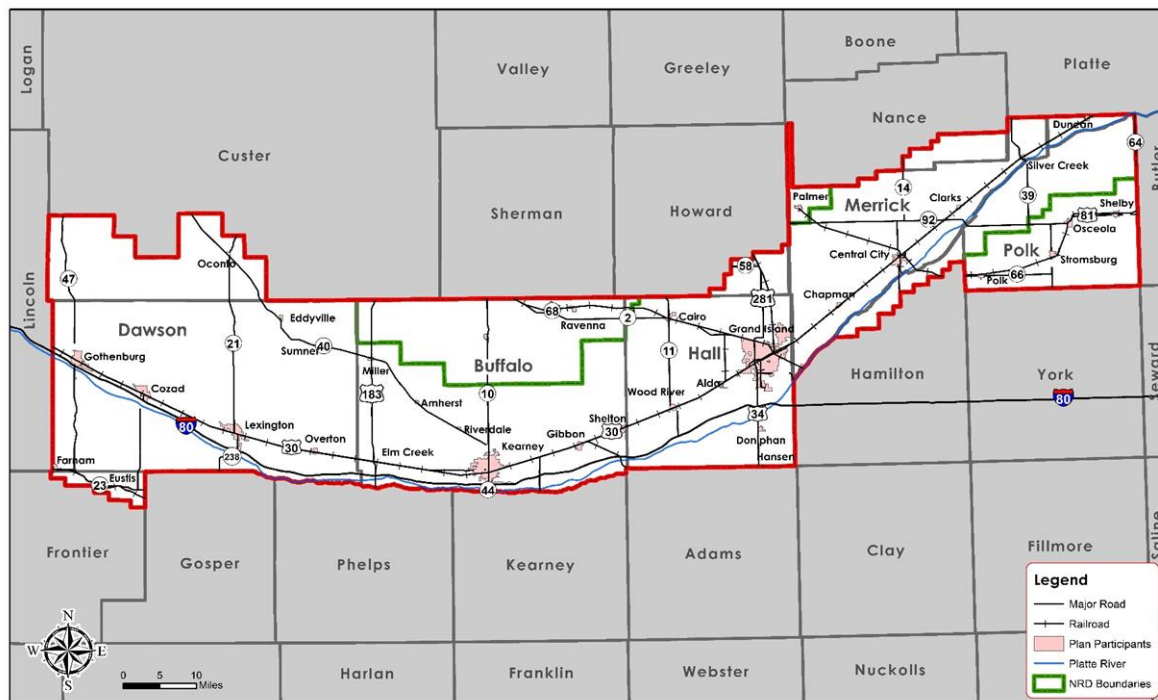 Logan
Boone
Valley
Greeley
Platte
Nance
Custer
Duncan
64
Butler
Silver Creek
14
Clarks
39
Sherman
Howard
Palmer
Merrick
92
Shelby
81
Osceola
Polk
Central City
Stromsburg
66
Polk
Oconto
47
58
281
Lincoln
Chapman
Dawson
Eddyville
68
Ravenna
2
Cairo
Grand Island
21
Sumner
40
Hall
11
Gothenburg
Miller
Buffalo
Alda
Hamilton
York
Seward
Cozad
183
10
Wood River
80
Amherst
80
Lexington
Riverdale
Shelton
34
30
Overton
30
Gibbon
Doniphan
Kearney
Elm Creek
Farnam
238
Hansen
Eustis
23
44
Frontier
Gosper
Phelps
Kearney
Adams
Clay
Fillmore
Saline
Legend
Major Road
Railroad
Plan Participants
Platte River
NRD Boundaries
N
W
E
S
0 5 10
Miles
Harlan
Franklin
Webster
Nuckolls